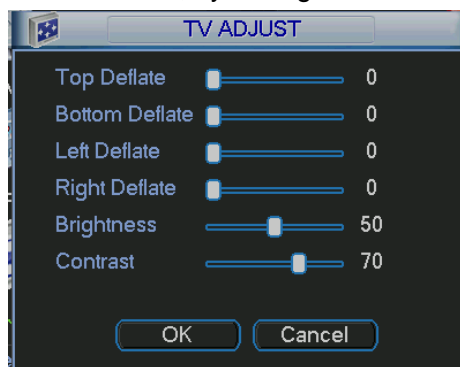 TV ADJUST
Top Deflate 0
Bottom Deflate 0
Left Deflate 0
Right Deflate 0
Brightness 50
Contrast 70
OK Cancel